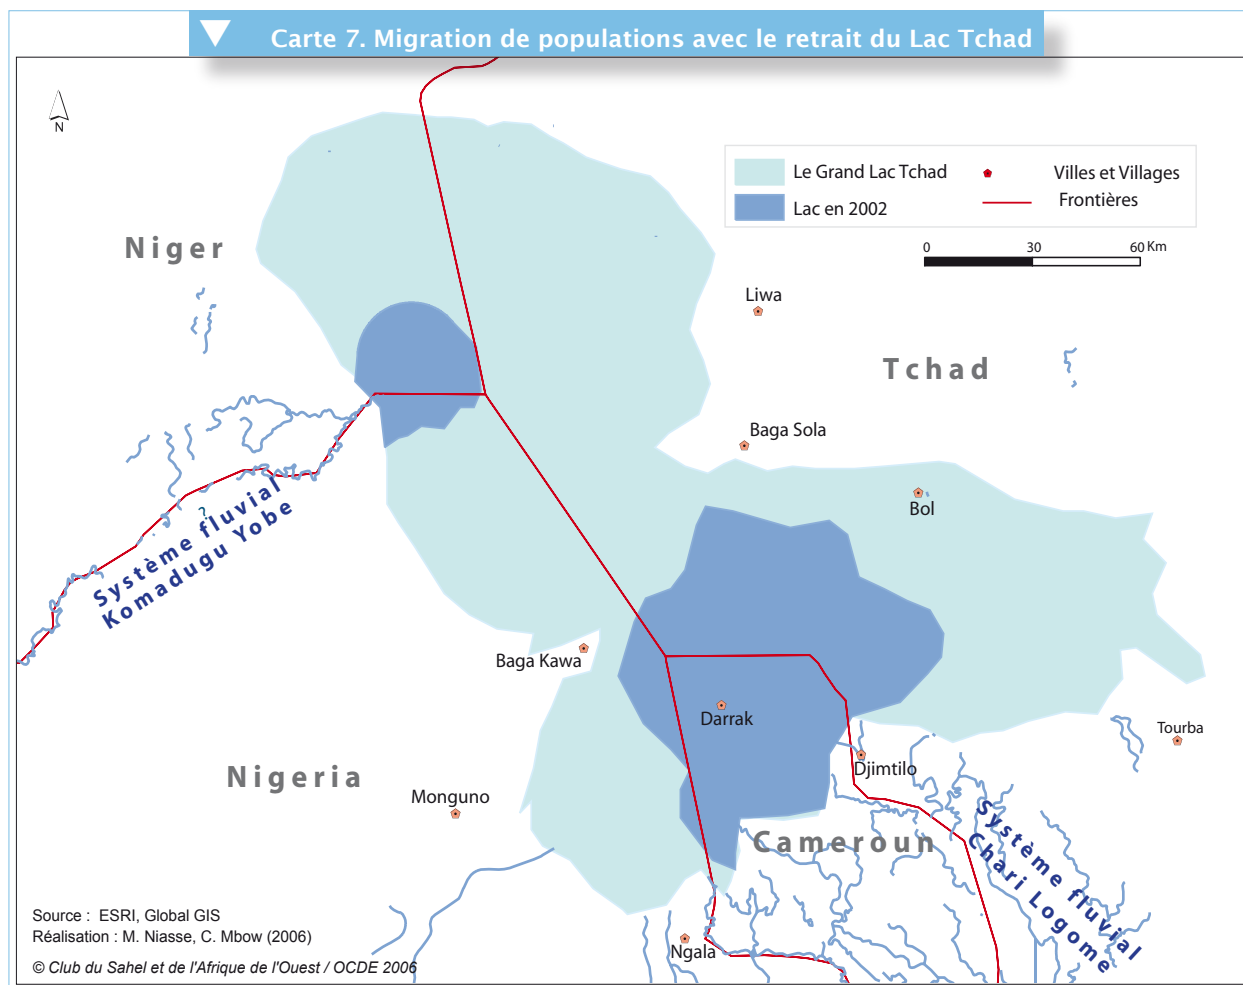 Carte 7. Migration de populations avec le retrait du Lac Tchad
N
Le Grand Lac Tchad
Villes et Villages
Lac en 2002
Frontières
0 30 60 Km
Niger
Liwa
Tchad
Baga Sola
Bol
?
Système fluvial
Komadugu Yobe
Baga Kawa
Darrak
Tourba
Djimtilo
Nigeria
Monguno
Cameroun
Système fluvial
Chari Logome
Ngala
Source : ESRI, Global GIS
Réalisation : M. Niasse, C. Mbow (2006)
© Club du Sahel et de l'Afrique de l'Ouest / OCDE 2006